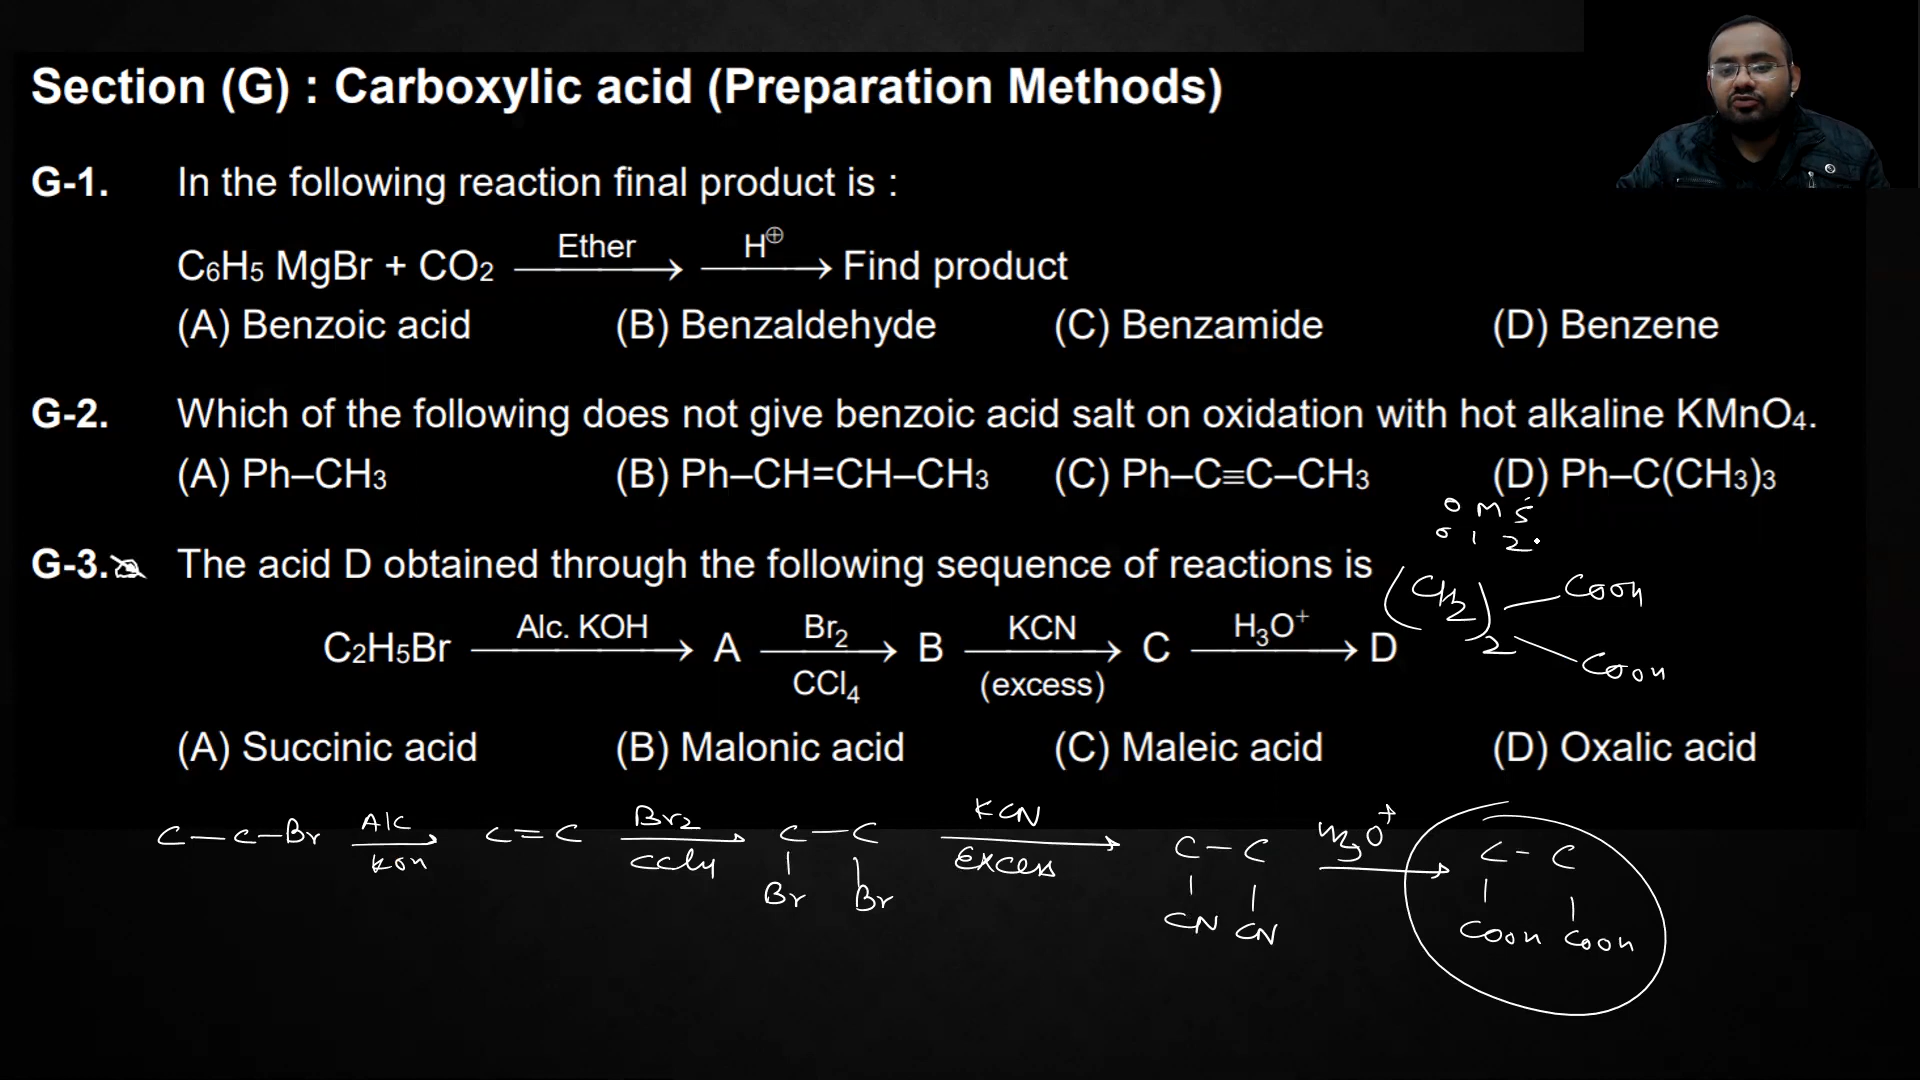 Section (G) : Carboxylic acid (Preparation Methods)
G-1. In the following reaction final product is :
Ether H⊕
C6H5 MgBr + CO2 ⟶ ⟶ Find product
(A) Benzoic acid (B) Benzaldehyde (C) Benzamide (D) Benzene
G-2. Which of the following does not give benzoic acid salt on oxidation with hot alkaline KMnO4.
(A) Ph–CH3 (B) Ph–CH=CH–CH3 (C) Ph–C≡C–CH3 (D) Ph–C(CH3)3
O M S
0 1 2
G-3. The acid D obtained through the following sequence of reactions is
(CH2)2 COOH
COOH
Alc. KOH Br2 KCN H3O+
C2H5Br ⟶ A ⟶ B ⟶ C ⟶ D
CCl4 (excess)
(A) Succinic acid (B) Malonic acid (C) Maleic acid (D) Oxalic acid
Alc Br2 KCN H3O+
C–C–Br ⟶ C=C ⟶ C–C ⟶ C–C ⟶ C–C
KOH CCl4 Excess
Br Br CN CN COOH COOH